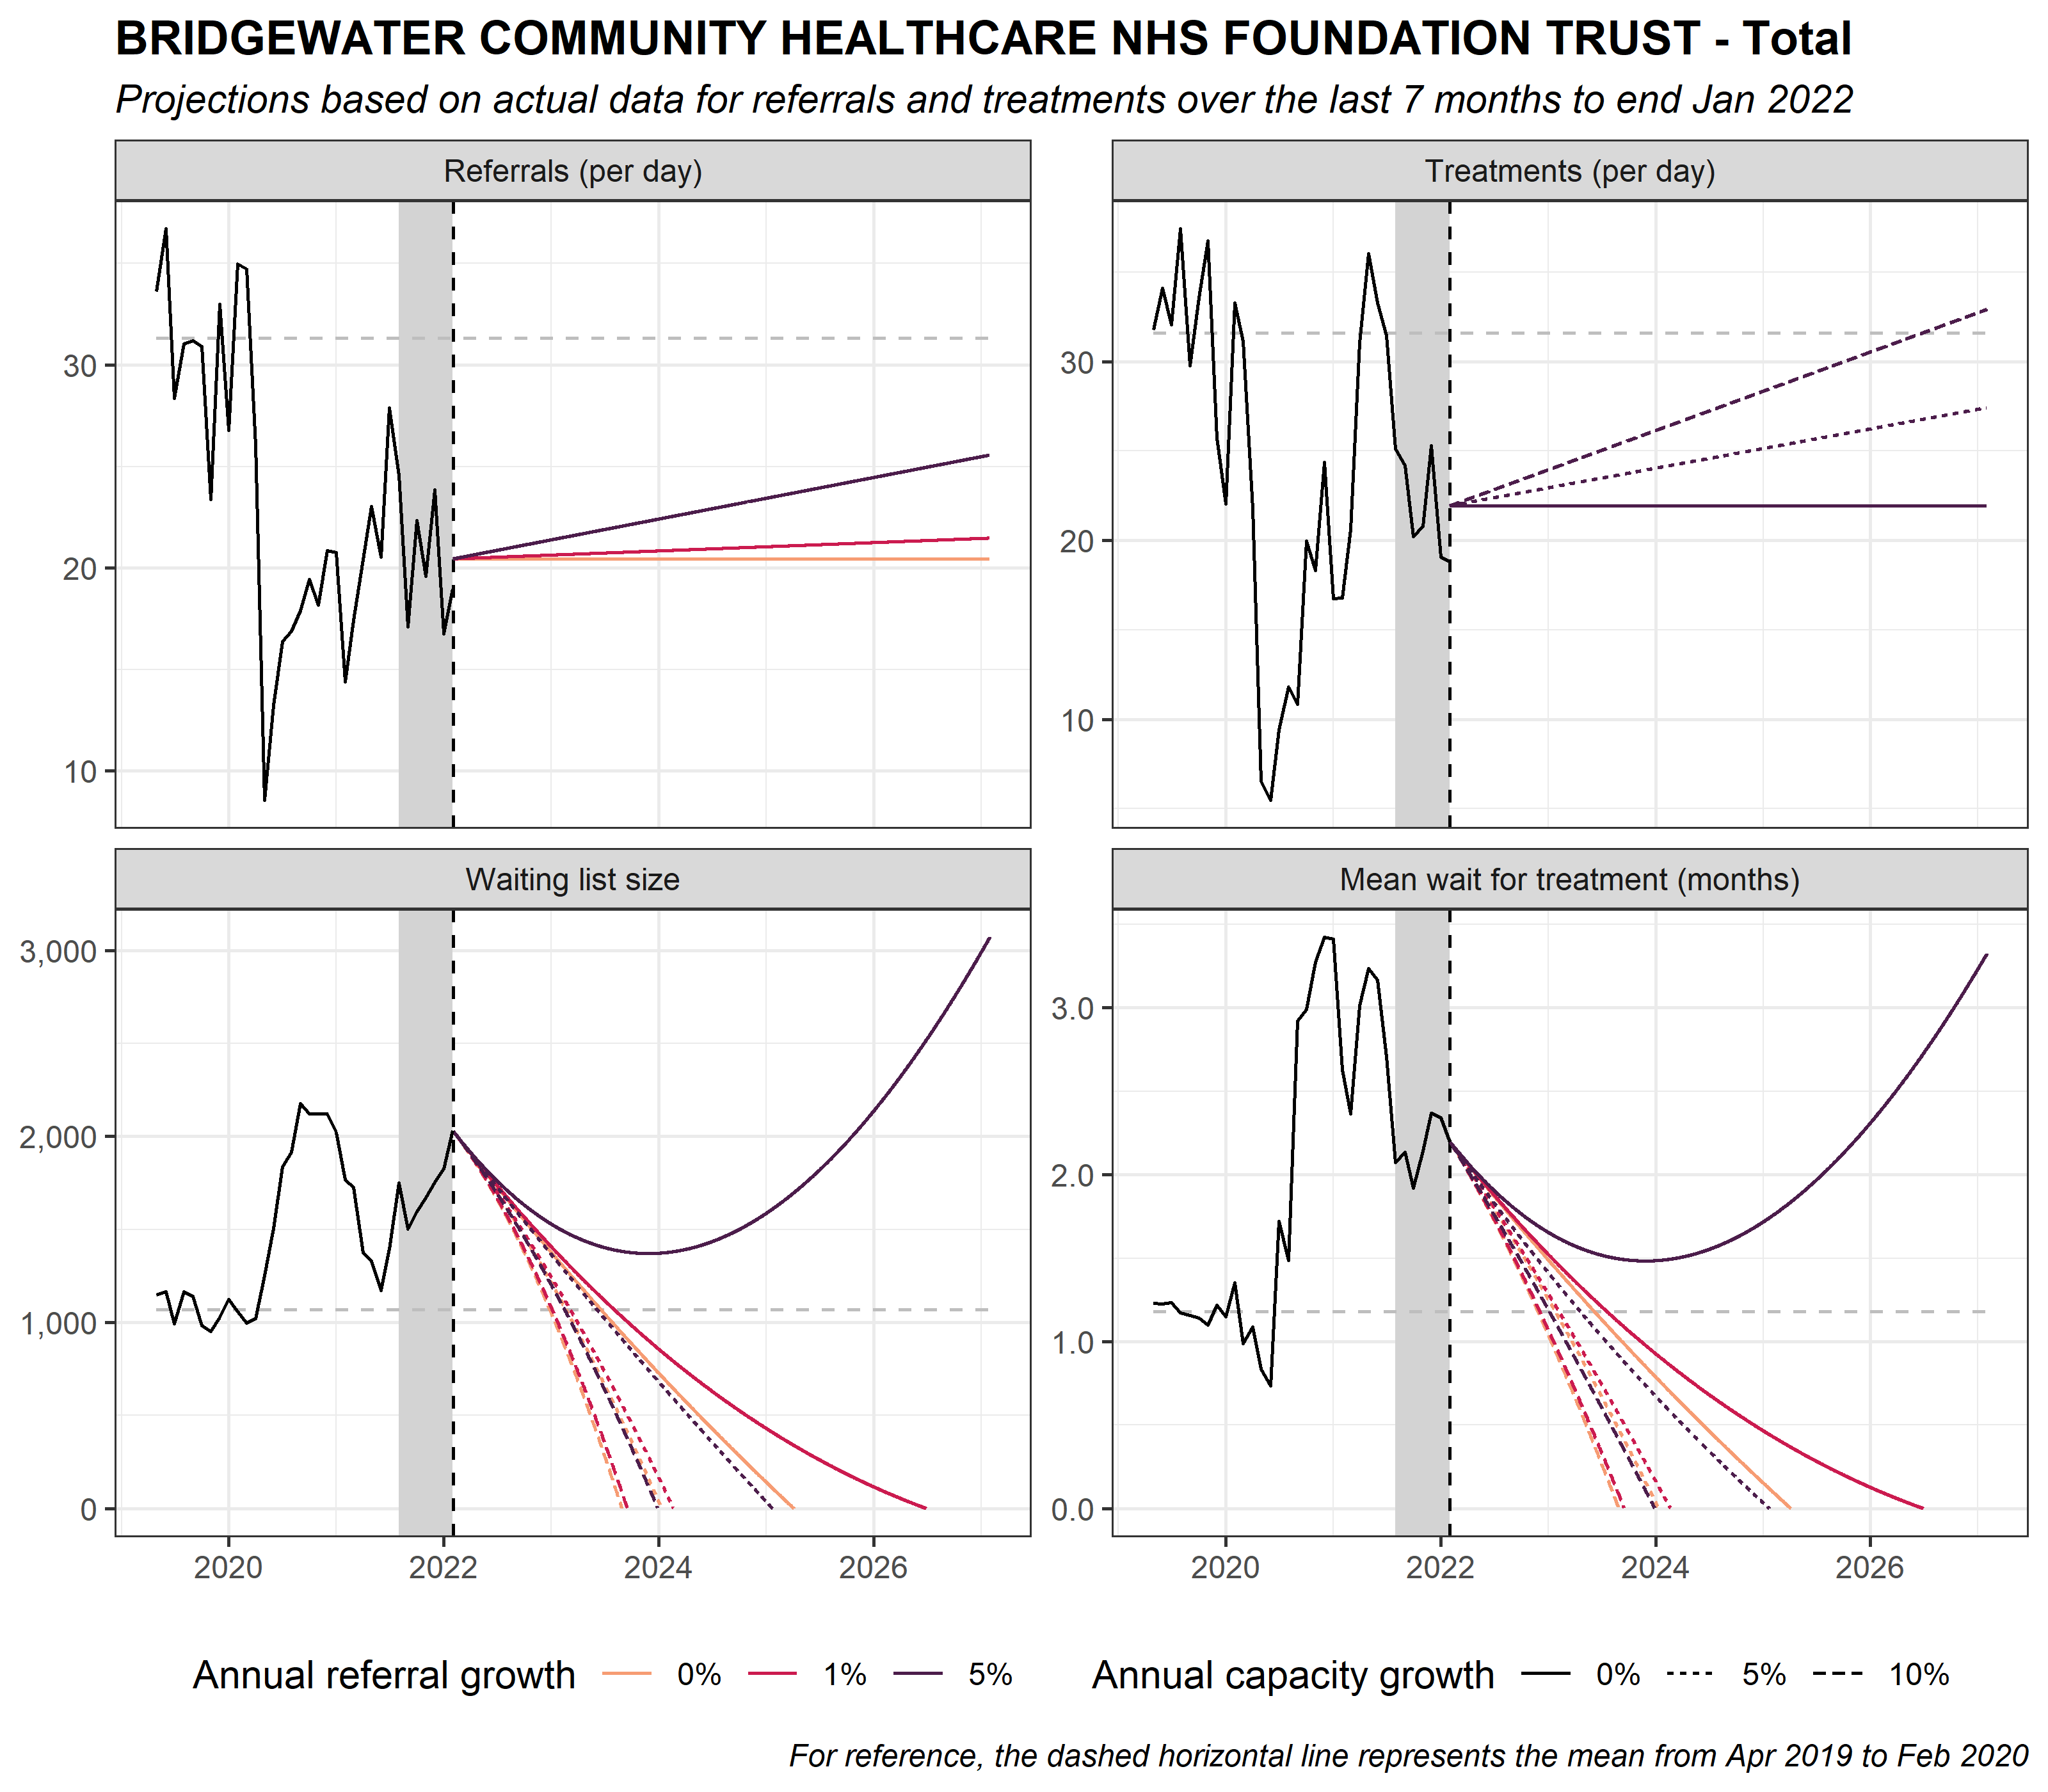 BRIDGEWATER COMMUNITY HEALTHCARE NHS FOUNDATION TRUST - Total
Projections based on actual data for referrals and treatments over the last 7 months to end Jan 2022
Referrals (per day)
30
20
10
Treatments (per day)
30
20
10
Waiting list size
3,000
2,000
1,000
0
2020 2022 2024 2026
Mean wait for treatment (months)
3.0
2.0
1.0
0.0
2020 2022 2024 2026
Annual referral growth 0% 1% 5%
Annual capacity growth 0% 5% 10%
For reference, the dashed horizontal line represents the mean from Apr 2019 to Feb 2020